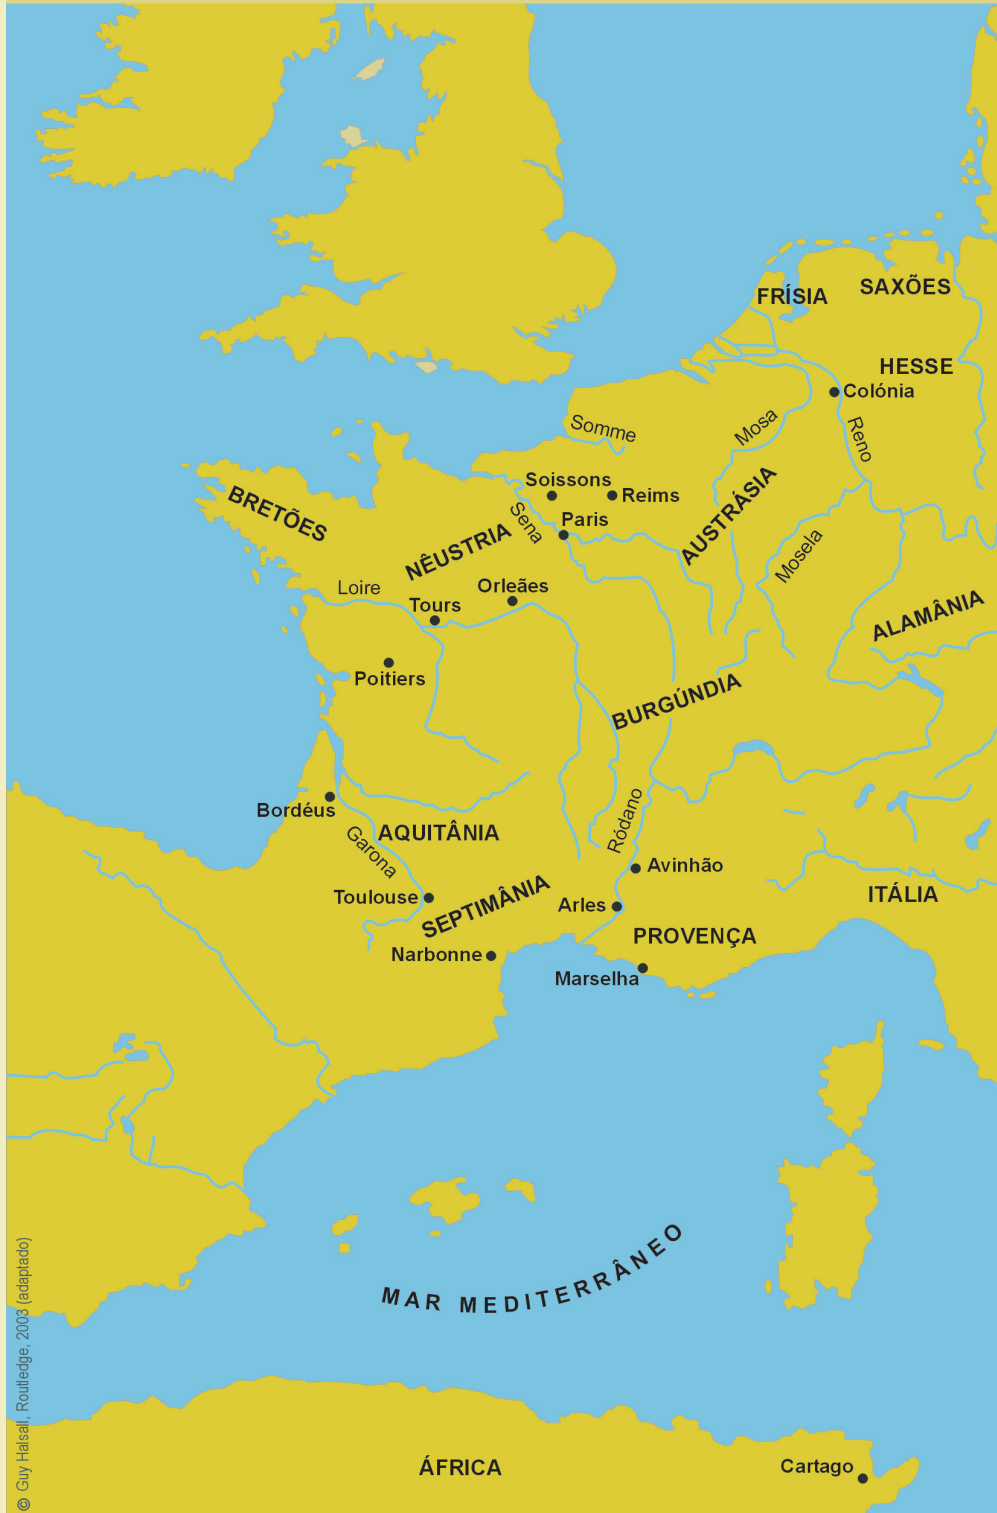 FRÍSIA
SAXÕES
HESSE
Colónia
Somme
Mosa
Reno
Soissons
Reims
BRETÕES
Sena
Paris
AUSTRÁSIA
NÊUSTRIA
Mosela
Loire
Orleães
Tours
ALAMÂNIA
Poitiers
BURGÚNDIA
Bordéus
Ródano
AQUITÂNIA
Garona
Avinhão
Toulouse
SEPTIMÂNIA
Arles
ITÁLIA
PROVENÇA
Narbonne
Marselha
MAR MEDITERRÂNEO
ÁFRICA
Cartago
© Guy Halsall, Routledge, 2003 (adaptado)